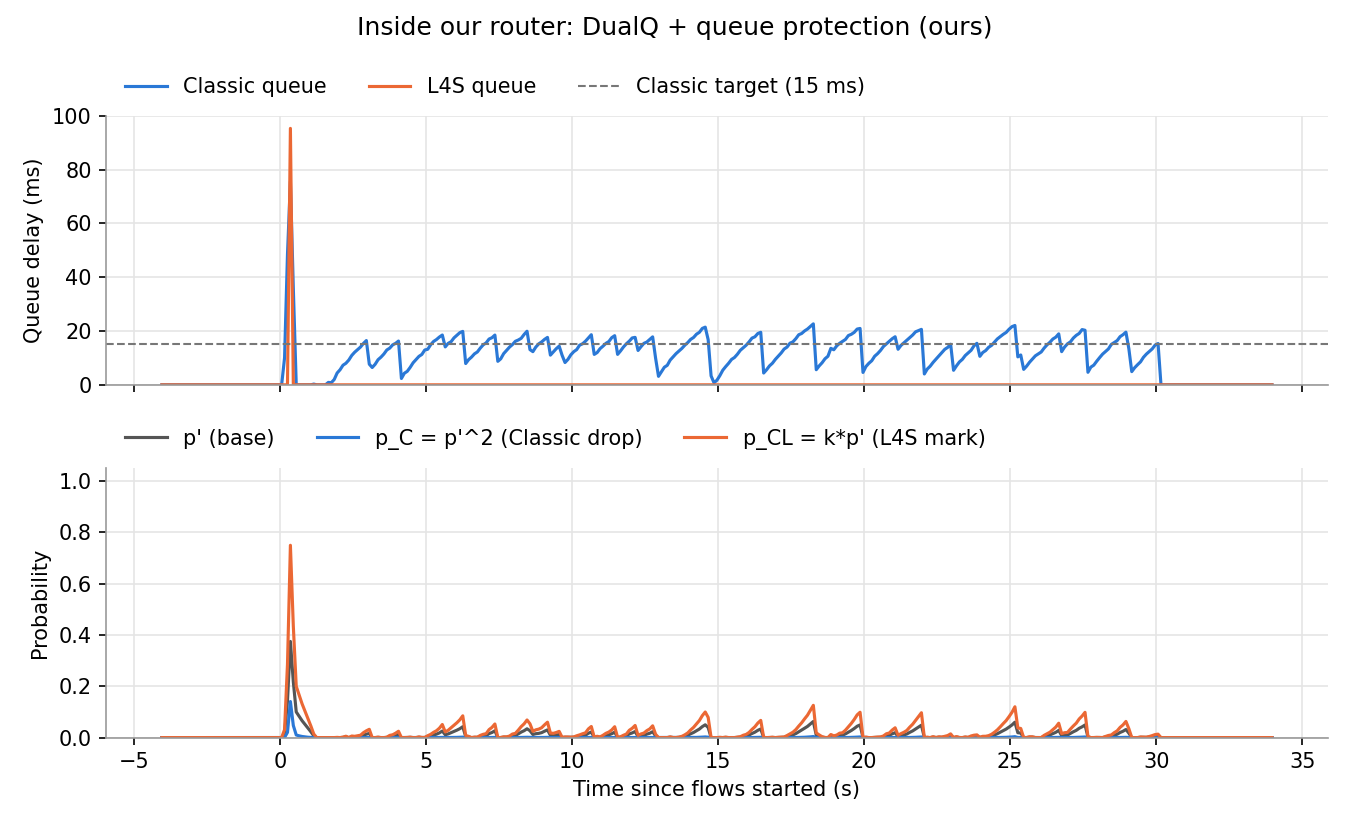 Inside our router: DualQ + queue protection (ours)
Classic queue L4S queue Classic target (15 ms)
100
80
60
40
20
0
Queue delay (ms)
p' (base) p_C = p'^2 (Classic drop) p_CL = k*p' (L4S mark)
1.0
0.8
0.6
0.4
0.2
0.0
Probability
−5 0 5 10 15 20 25 30 35
Time since flows started (s)